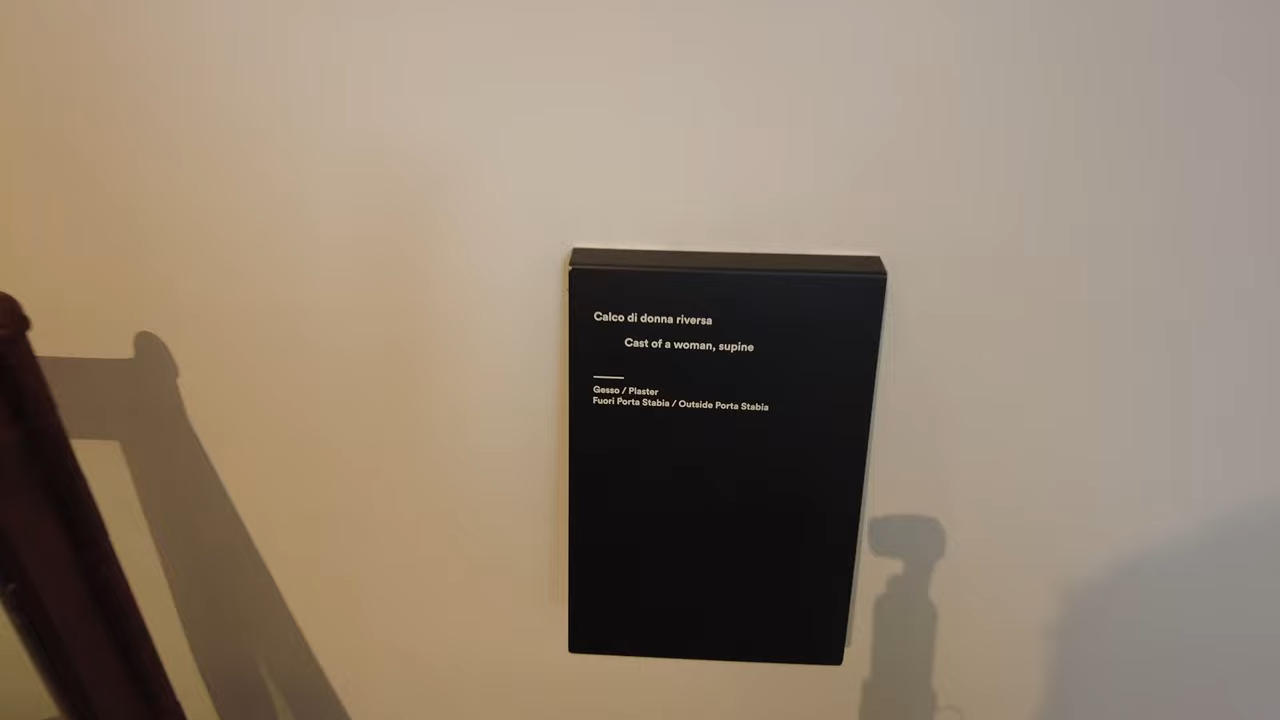 Calco di donna riversa
Cast of a woman, supine
Gesso / Plaster
Fuori Porta Stabia / Outside Porta Stabia